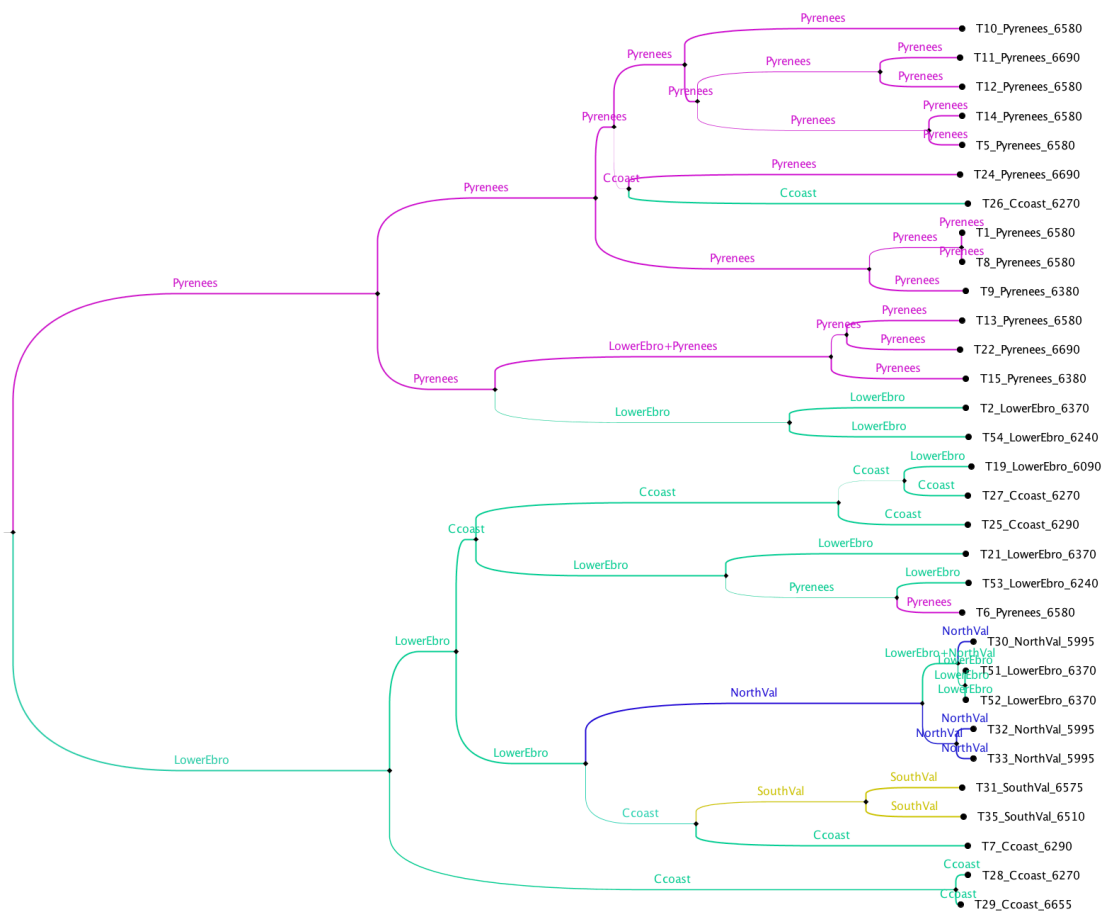 Pyrenees
T10_Pyrenees_6580
Pyrenees
Pyrenees
T11_Pyrenees_6690
Pyrenees
Pyrenees
T12_Pyrenees_6580
Pyrenees
Pyrenees
T14_Pyrenees_6580
Pyrenees
Pyrenees
Pyrenees
T5_Pyrenees_6580
Pyrenees
T24_Pyrenees_6690
Ccoast
Pyrenees
Ccoast
T26_Ccoast_6270
Pyrenees
T1_Pyrenees_6580
Pyrenees
Pyrenees
T8_Pyrenees_6580
Pyrenees
Pyrenees
Pyrenees
T9_Pyrenees_6380
Pyrenees
T13_Pyrenees_6580
Pyrenees
LowerEbro+Pyrenees
Pyrenees
T22_Pyrenees_6690
Pyrenees
Pyrenees
T15_Pyrenees_6380
LowerEbro
T2_LowerEbro_6370
LowerEbro
LowerEbro
T54_LowerEbro_6240
LowerEbro
T19_LowerEbro_6090
Ccoast
Ccoast
Ccoast
T27_Ccoast_6270
Ccoast
Ccoast
T25_Ccoast_6290
LowerEbro
T21_LowerEbro_6370
LowerEbro
LowerEbro
T53_LowerEbro_6240
Pyrenees
Pyrenees
T6_Pyrenees_6580
NorthVal
T30_NorthVal_5995
LowerEbro
LowerEbro+NorthVal
LowerEbro
T51_LowerEbro_6370
LowerEbro
LowerEbro
T52_LowerEbro_6370
NorthVal
NorthVal
T32_NorthVal_5995
NorthVal
NorthVal
T33_NorthVal_5995
LowerEbro
LowerEbro
SouthVal
T31_SouthVal_6575
SouthVal
SouthVal
T35_SouthVal_6510
Ccoast
Ccoast
T7_Ccoast_6290
Ccoast
T28_Ccoast_6270
Ccoast
Ccoast
T29_Ccoast_6655